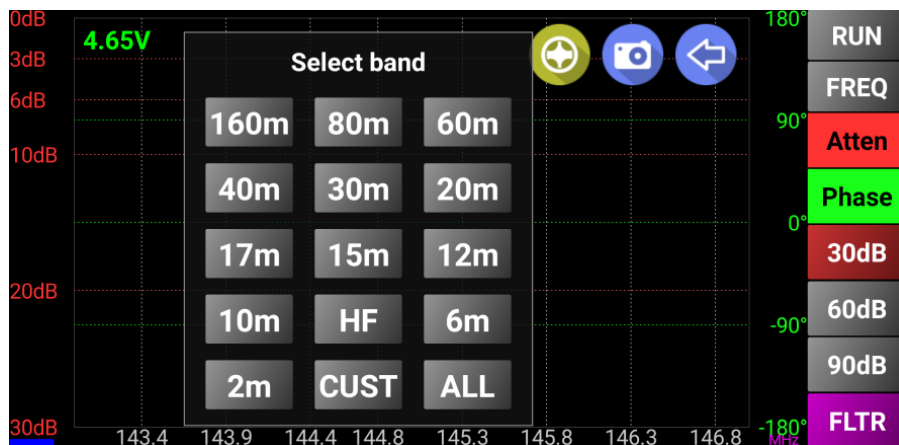 0dB
4.65V
180°
RUN
Select band
3dB
FREQ
6dB
160m 80m 60m
90°
Atten
10dB
40m 30m 20m
Phase
0°
17m 15m 12m
30dB
20dB
10m HF 6m
-90°
60dB
2m CUST ALL
90dB
30dB
-180°
FLTR
143.4 143.9 144.4 144.8 145.3 145.8 146.3 146.8 MHz